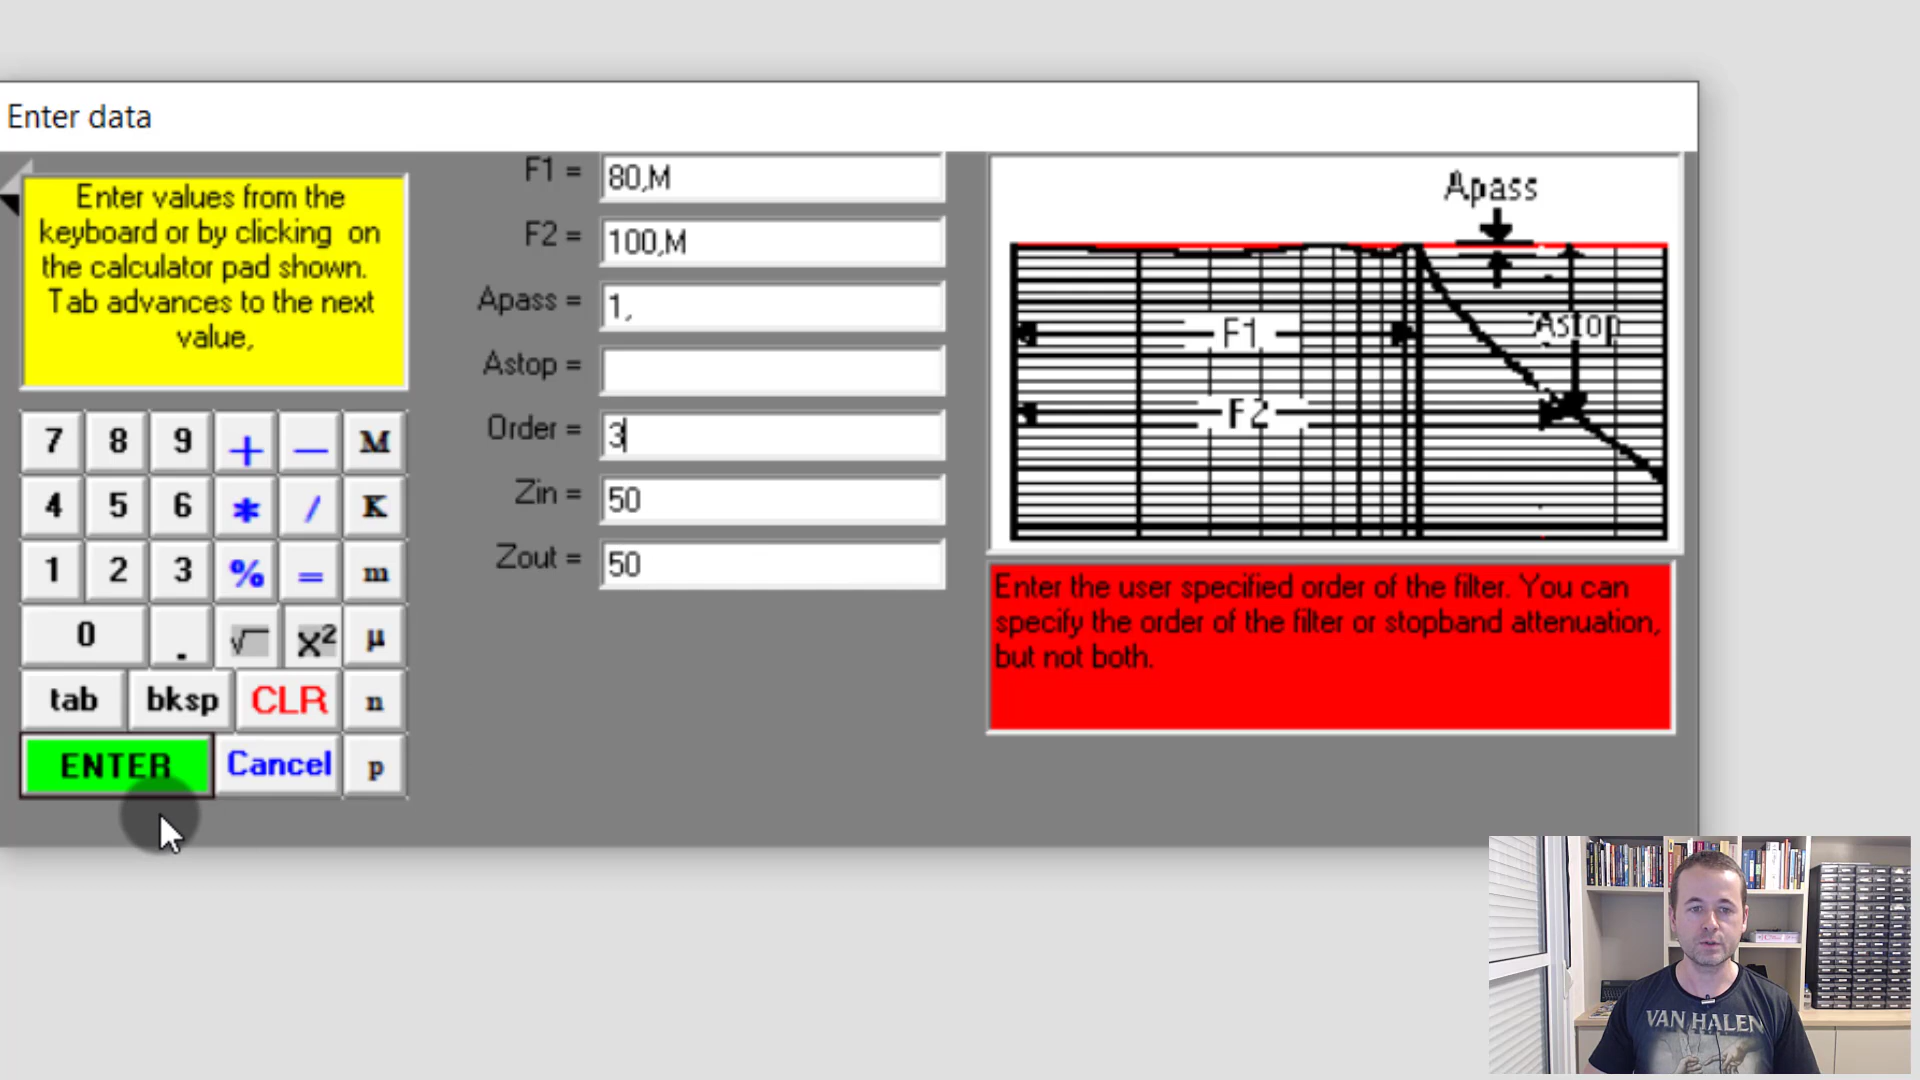 Enter data
Enter values from the
keyboard or by clicking on
the calculator pad shown.
Tab advances to the next
value,
7 8 9 + − M
4 5 6 * / K
1 2 3 % = m
0 . √ X² µ
tab bksp CLR n
ENTER Cancel p
F1 = 80,M
F2 = 100,M
Apass = 1,
Astop =
Order = 3
Zin = 50
Zout = 50
Apass
F1
Astop
F2
Enter the user specified order of the filter. You can
specify the order of the filter or stopband attenuation,
but not both.
VAN HALEN